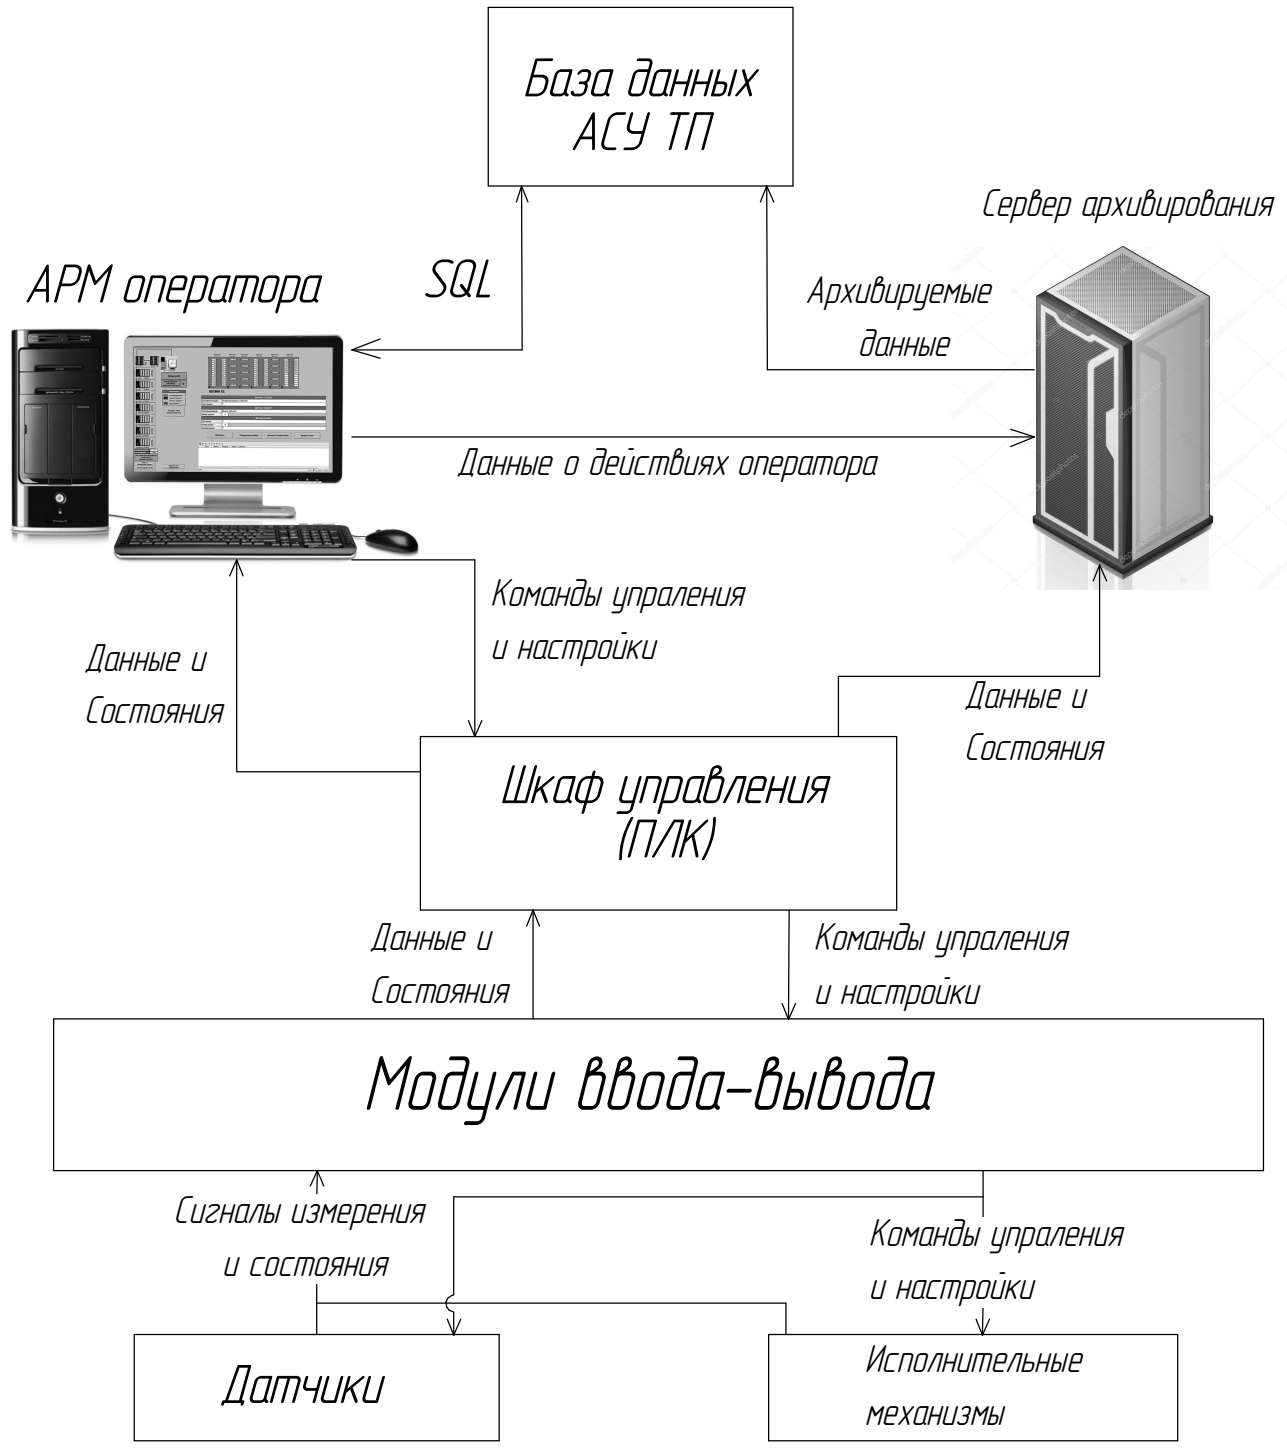 База данных
АСУ ТП
Сервер архивирования
АРМ оператора
SQL
Архивируемые
данные
Данные о действиях оператора
Команды упраления
и настройки
Данные и
Состояния
Данные и
Состояния
Шкаф управления
(ПЛК)
Данные и
Состояния
Команды упраления
и настройки
Модули ввода-вывода
Сигналы измерения
и состояния
Команды упраления
и настройки
Датчики
Исполнительные
механизмы